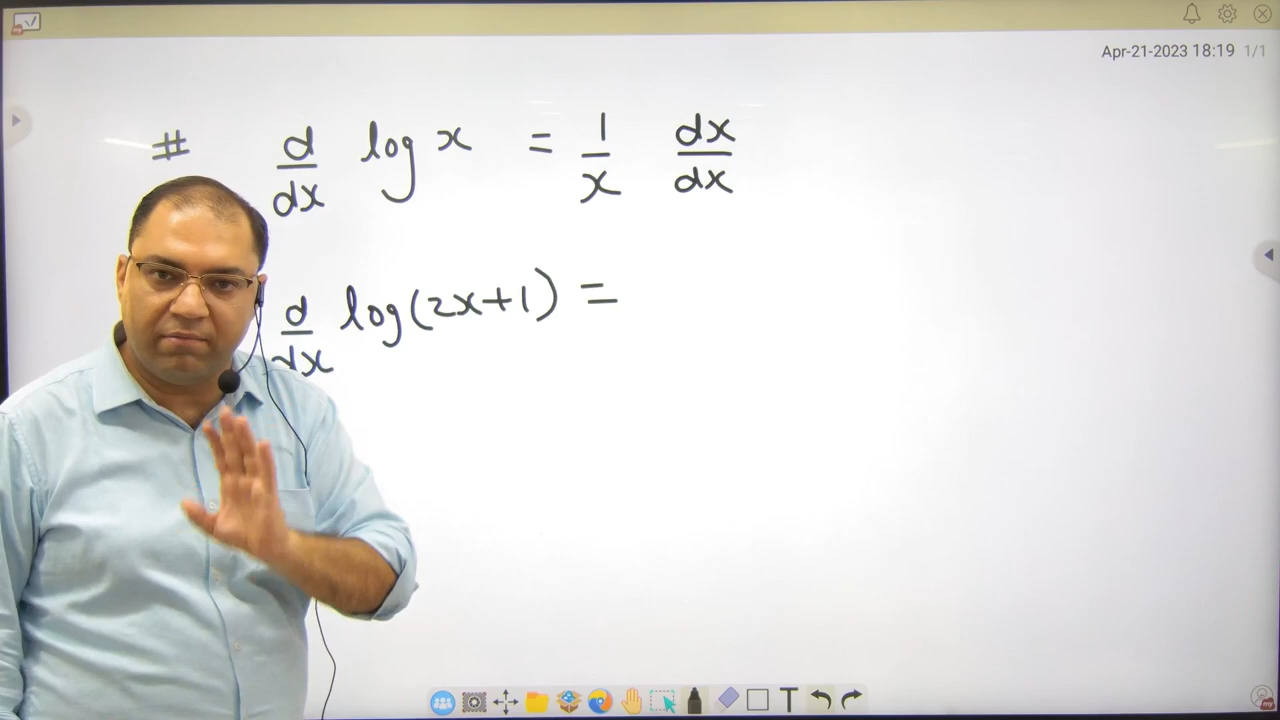 Apr-21-2023 18:19 1/1
# d/dx log x = 1/x dx/dx
d/dx log(2x+1) =
T